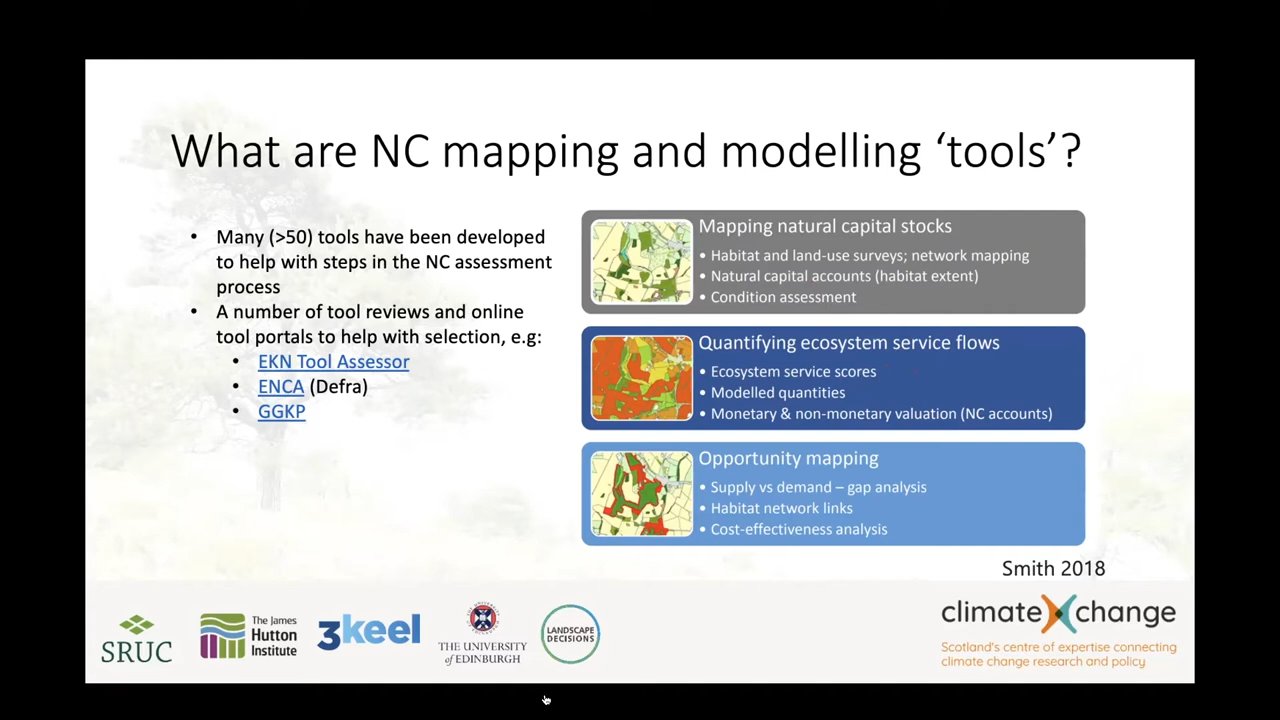 What are NC mapping and modelling ‘tools’?
• Many (>50) tools have been developed
to help with steps in the NC assessment
process
• A number of tool reviews and online
tool portals to help with selection, e.g:
• EKN Tool Assessor
• ENCA (Defra)
• GGKP
Mapping natural capital stocks
• Habitat and land-use surveys; network mapping
• Natural capital accounts (habitat extent)
• Condition assessment
Quantifying ecosystem service flows
• Ecosystem service scores
• Modelled quantities
• Monetary & non-monetary valuation (NC accounts)
Opportunity mapping
• Supply vs demand – gap analysis
• Habitat network links
• Cost-effectiveness analysis
Smith 2018
SRUC
The James
Hutton
Institute
3keel
THE UNIVERSITY
of EDINBURGH
LANDSCAPE
DECISIONS
climateXchange
Scotland's centre of expertise connecting
climate change research and policy